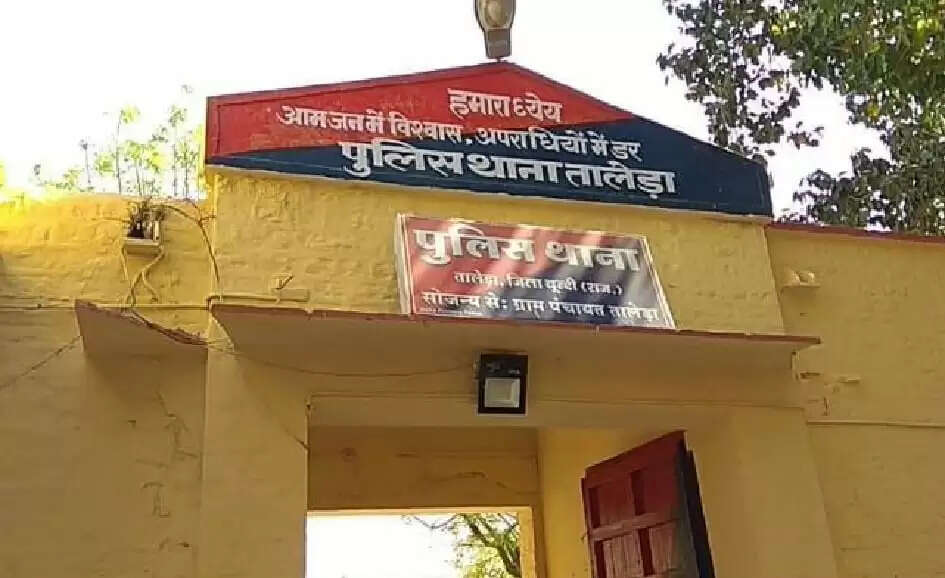 हमारा ध्येय
आमजन में विश्वास, अपराधियों में डर
पुलिस थाना तालेड़ा
पुलिस थाना
तालेड़ा, जिला बून्दी (राज.)
सौजन्य से: ग्राम पंचायत तालेड़ा